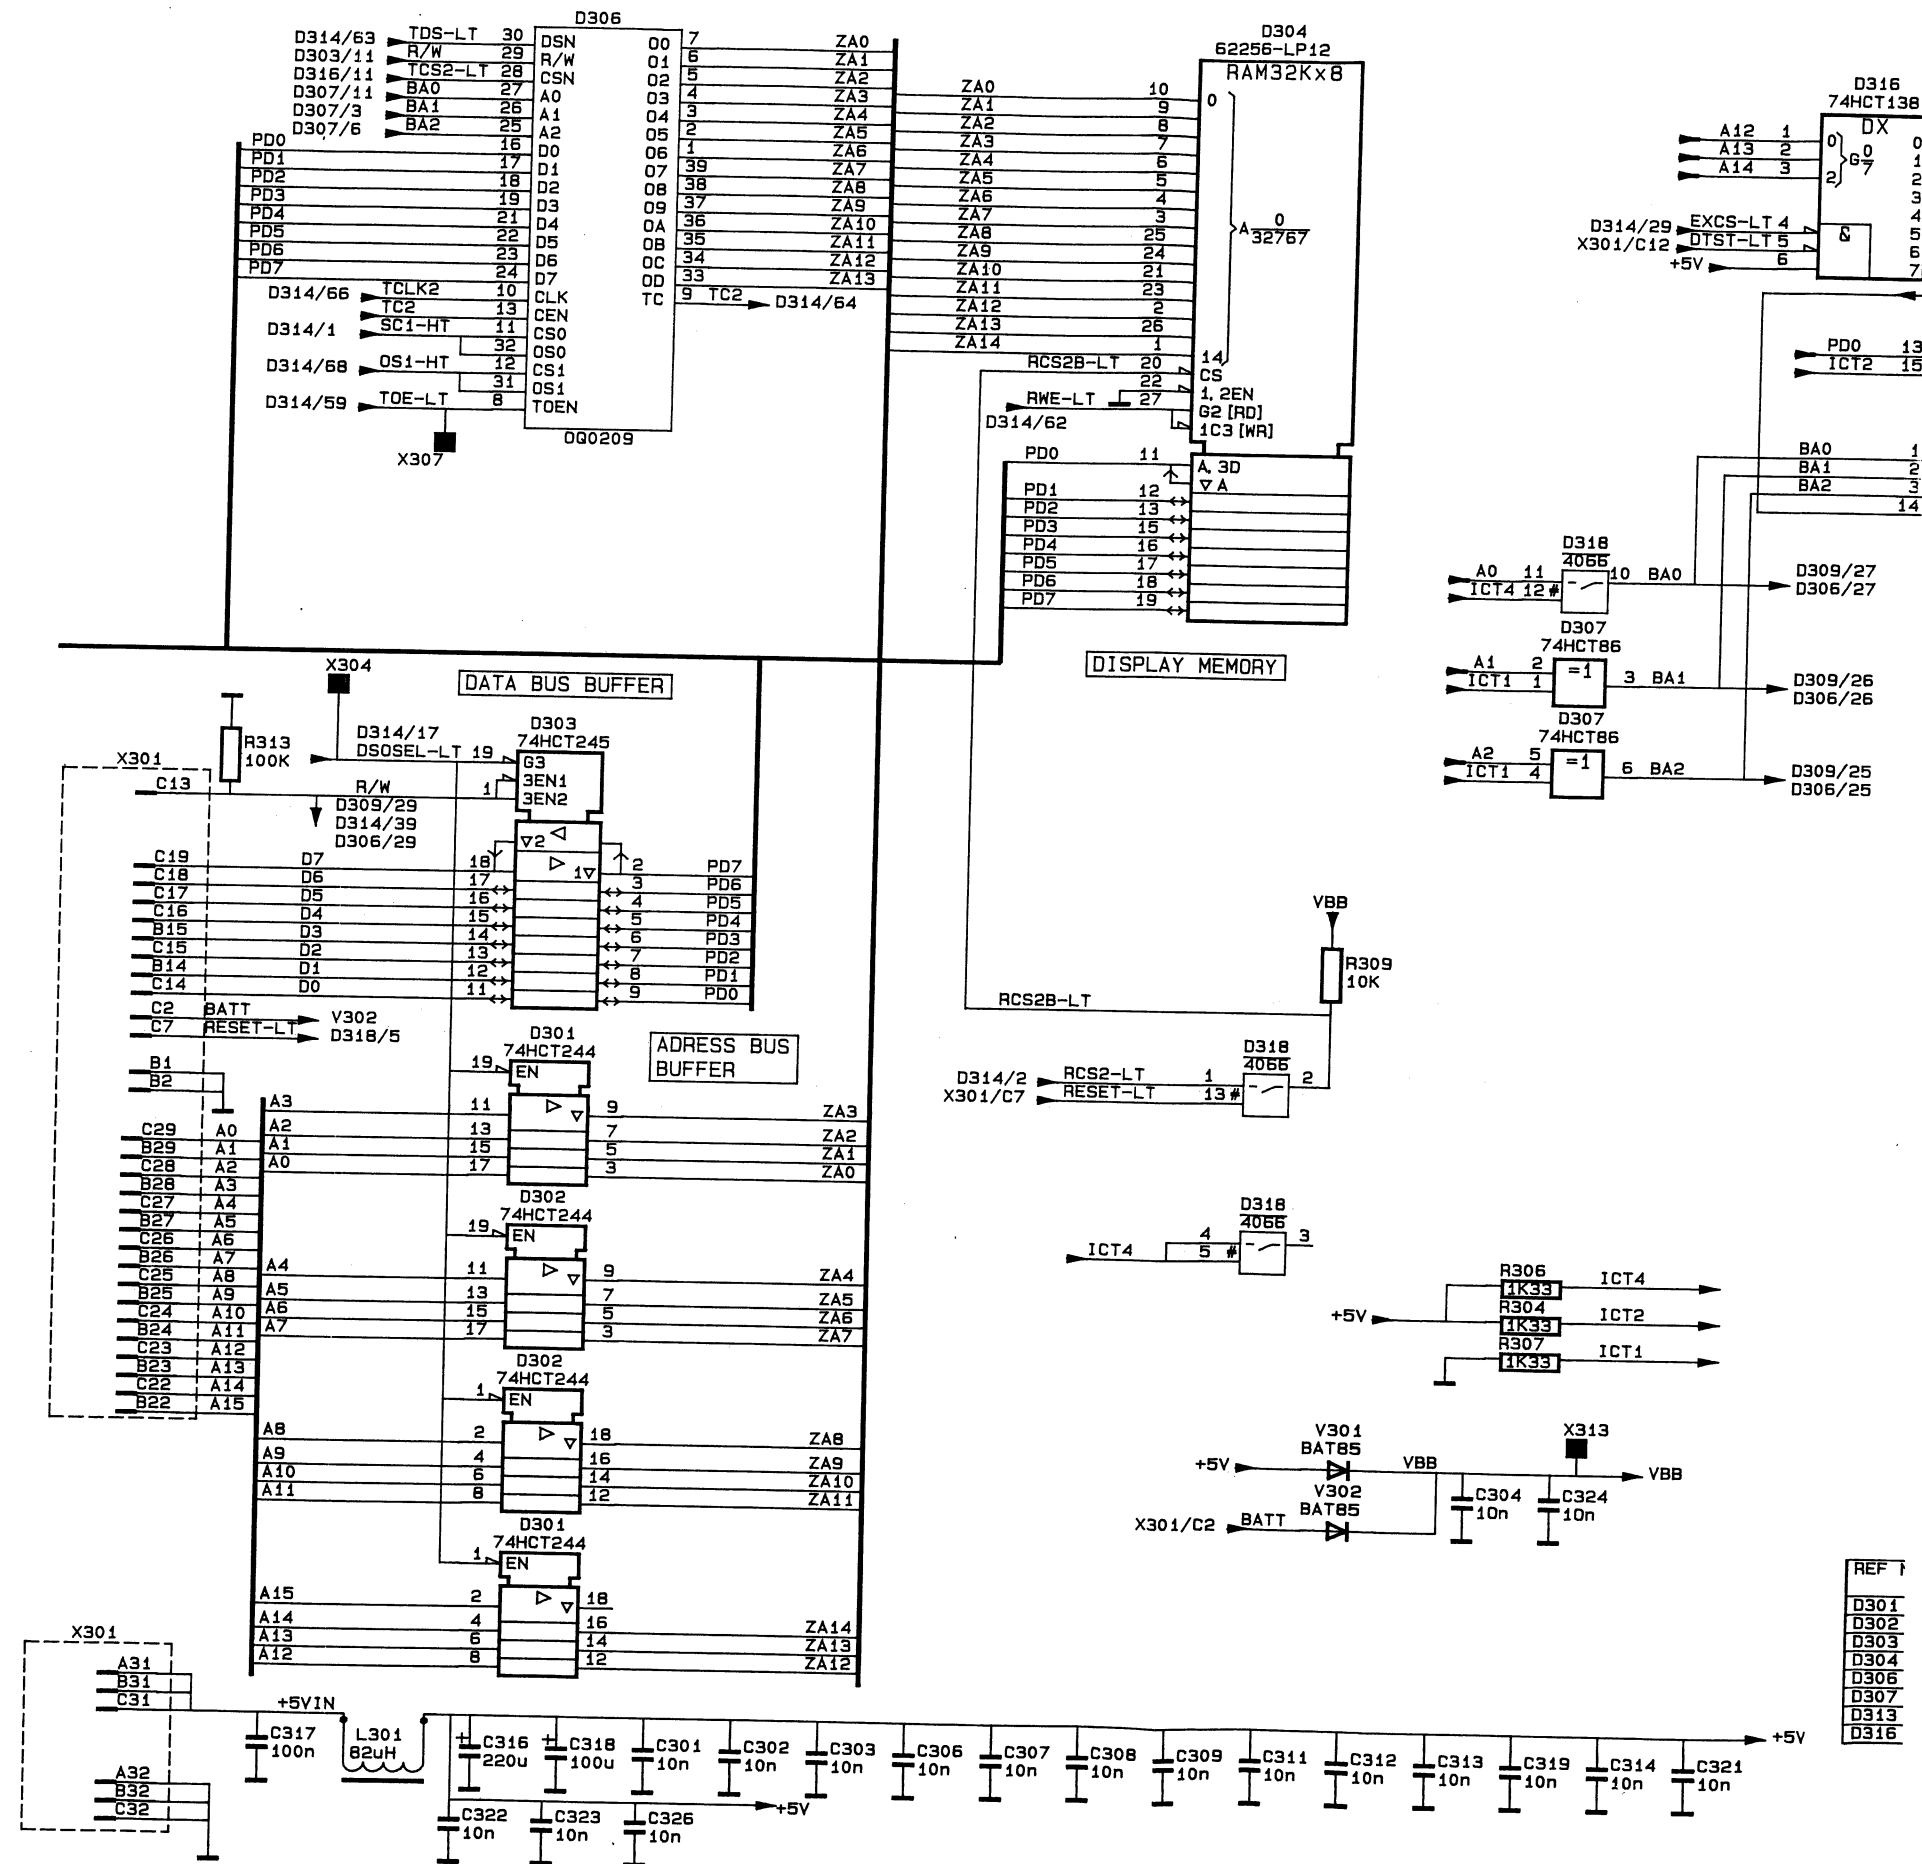 D306
D314/63 TDS-LT 30 DSN O0 7 ZA0
D303/11 R/W 29 R/W O1 6 ZA1
D316/11 TCS2-LT 28 CSN O2 5 ZA2
D307/11 BA0 27 A0 O3 4 ZA3
D307/3 BA1 26 A1 O4 3 ZA4
D307/6 BA2 25 A2 O5 2 ZA5
PD0 16 D0 O6 1 ZA6
PD1 17 D1 O7 39 ZA7
PD2 18 D2 O8 38 ZA8
PD3 19 D3 O9 37 ZA9
PD4 21 D4 OA 36 ZA10
PD5 22 D5 OB 35 ZA11
PD6 23 D6 OC 34 ZA12
PD7 24 D7 OD 33 ZA13
D314/66 TCLK2 10 CLK TC 9 TC2 D314/64
TC2 13 CEN
D314/1 SC1-HT 11 CS0
32 OS0
D314/68 OS1-HT 12 CS1
31 OS1
D314/59 TOE-LT 8 TOEN
X307
OQ0209
D304
62256-LP12
RAM32Kx8
ZA0 10 0
ZA1 9
ZA2 8
ZA3 7
ZA4 6
ZA5 5
ZA6 4
ZA7 3
ZA8 25
ZA9 24
ZA10 21
ZA11 23
ZA12 2
ZA13 26
ZA14 1 14
A 0
32767
RCS2B-LT 20 CS
22 1,2EN
RWE-LT 27 G2 [RD]
D314/62 1C3 [WR]
PD0 11 A,3D
▽ A
PD1 12
PD2 13
PD3 15
PD4 16
PD5 17
PD6 18
PD7 19
DISPLAY MEMORY
D316
74HCT138
DX
A12 1 0 0
A13 2 G 0 1
A14 3 2 7 2
3
D314/29 EXCS-LT 4 4
X301/C12 DTST-LT 5 & 5
+5V 6 6
7
PD0 13
ICT2 15
BA0 1
BA1 2
BA2 3
14
D318
4066
A0 11 10 BA0 D309/27
ICT4 12 # D306/27
D307
74HCT86
A1 2 =1 3 BA1 D309/26
ICT1 1 D306/26
D307
74HCT86
A2 5 =1 6 BA2 D309/25
ICT1 4 D306/25
X304
DATA BUS BUFFER
R313
100K
D303
74HCT245
D314/17
DSOSEL-LT 19 G3
3EN1
1 3EN2
X301
C13 R/W
D309/29
D314/39
D306/29
▽2
1▽
C19 D7 18 2 PD7
C18 D6 17 3 PD6
C17 D5 16 4 PD5
C16 D4 15 5 PD4
B15 D3 14 6 PD3
C15 D2 13 7 PD2
B14 D1 12 8 PD1
C14 D0 11 9 PD0
C2 BATT V302
C7 RESET-LT D318/5
B1
B2
ADRESS BUS
BUFFER
D301
74HCT244
19 EN
A3 11 9 ZA3
A2 13 7 ZA2
A1 15 5 ZA1
A0 17 3 ZA0
C29 A0
B29 A1
C28 A2
B28 A3
C27 A4
B27 A5
C26 A6
B26 A7
C25 A8
B25 A9
C24 A10
B24 A11
C23 A12
B23 A13
C22 A14
B22 A15
D302
74HCT244
19 EN
A4 11 9 ZA4
A5 13 7 ZA5
A6 15 5 ZA6
A7 17 3 ZA7
D302
74HCT244
1 EN
A8 2 18 ZA8
A9 4 16 ZA9
A10 6 14 ZA10
A11 8 12 ZA11
D301
74HCT244
1 EN
A15 2 18
A14 4 16 ZA14
A13 6 14 ZA13
A12 8 12 ZA12
VBB
R309
10K
RCS2B-LT
D318
4066
D314/2 RCS2-LT 1 2
X301/C7 RESET-LT 13 #
D318
4066
ICT4 4 3
5 #
R306
1K33 ICT4
+5V R304
1K33 ICT2
R307
1K33 ICT1
V301
BAT85
+5V VBB
X313
VBB
V302
BAT85
X301/C2 BATT
C304
10n
C324
10n
REF
D301
D302
D303
D304
D306
D307
D313
D316
X301
A31
B31
C31 +5VIN
A32
B32
C32
C317
100n
L301
82uH
C316
220u
C318
100u
C301
10n
C302
10n
C303
10n
C306
10n
C307
10n
C308
10n
C309
10n
C311
10n
C312
10n
C313
10n
C319
10n
C314
10n
C321
10n
+5V
C322
10n
C323
10n
C326
10n
+5V